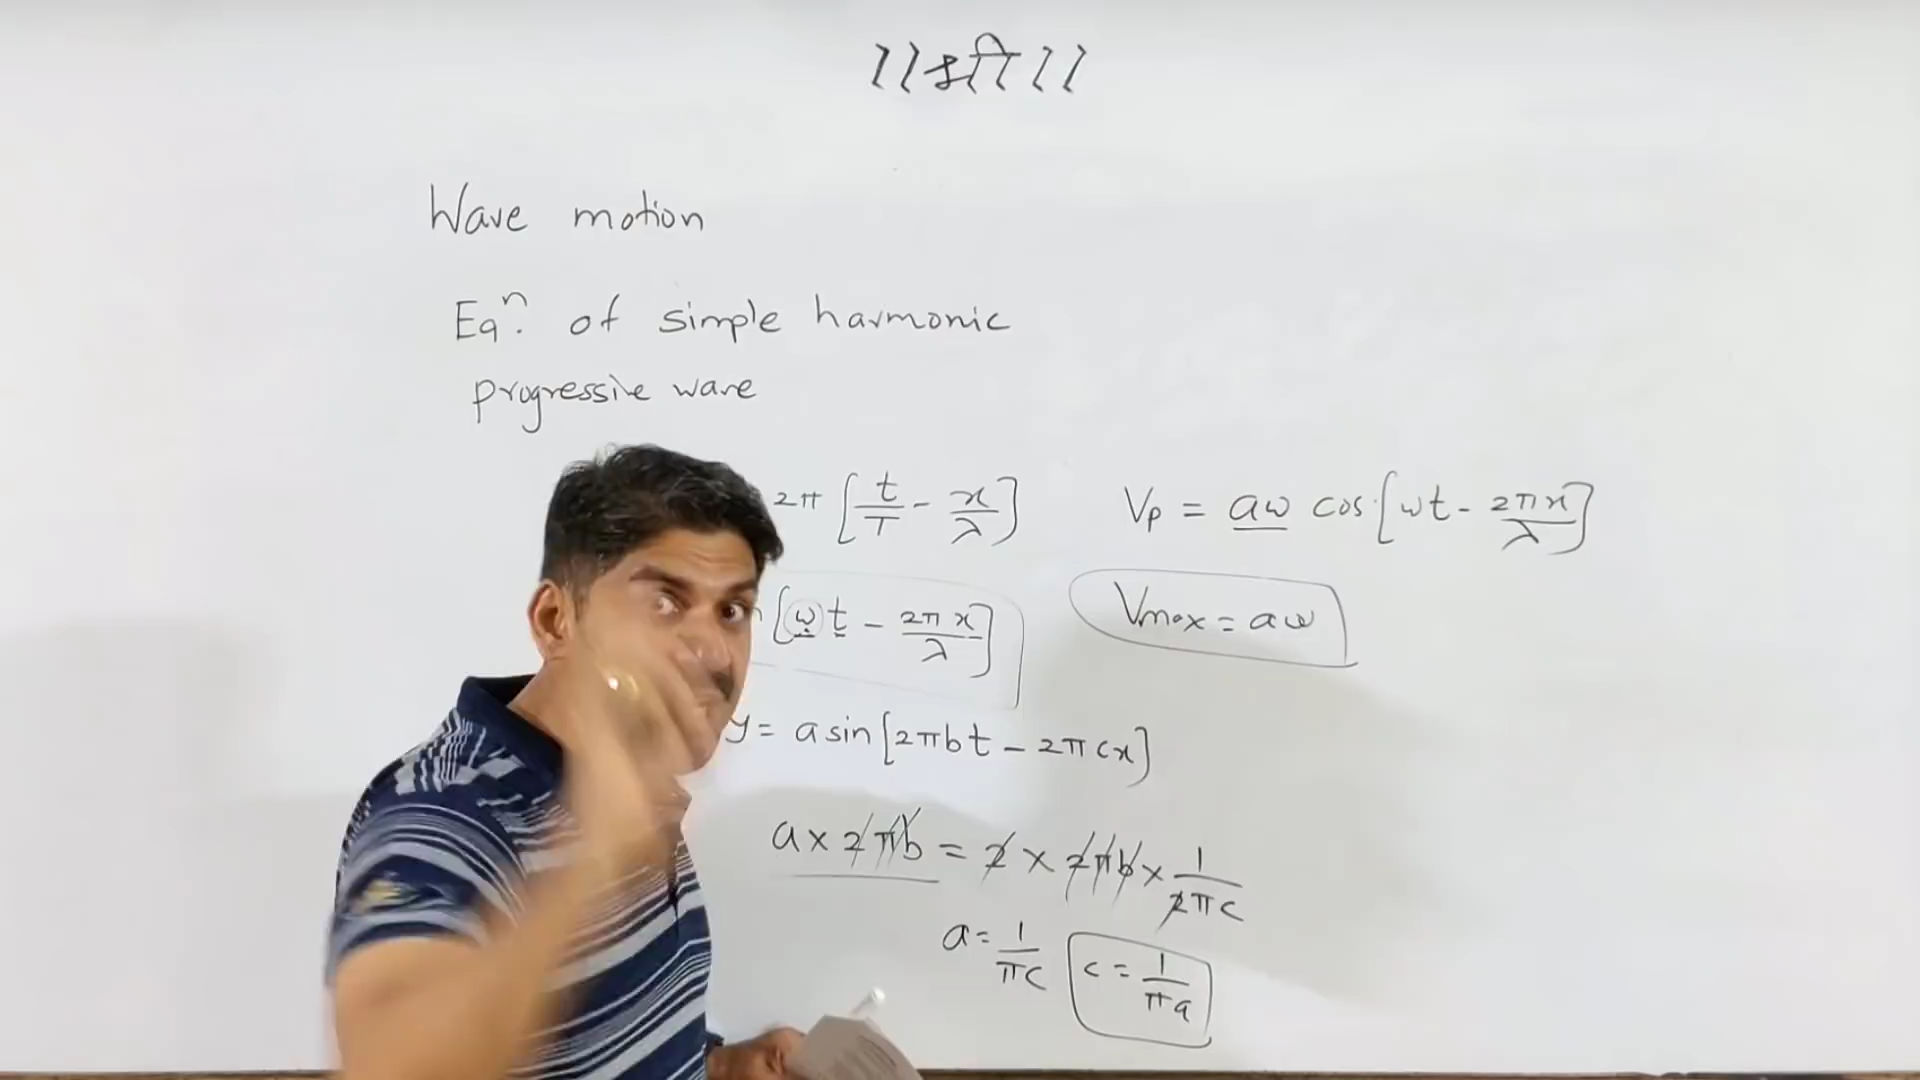 ।।श्री।।
Wave motion
Eqⁿ. of simple harmonic
progressive wave
2π [t/T - x/λ]
Vp = aω cos [ωt - 2πx/λ]
[ωt - 2πx/λ]
Vmax = aω
y = a sin [2πbt - 2πcx]
a × 2πb = 2 × 2πb × 1/2πc
a = 1/πc
c = 1/πa